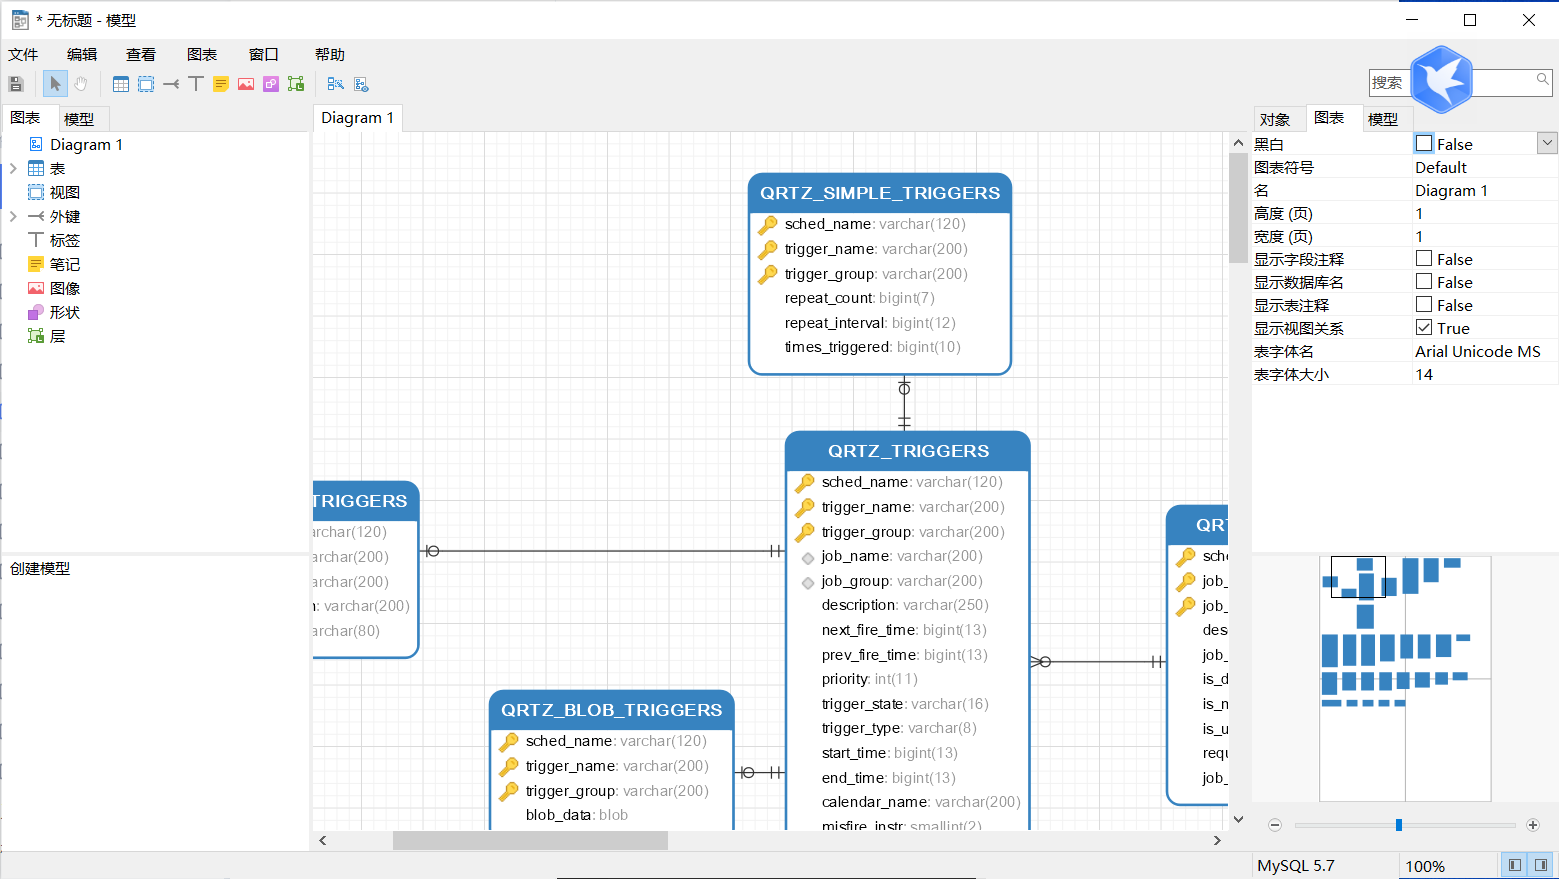 * 无标题 - 模型
文件 编辑 查看 图表 窗口 帮助
搜索
图表 模型
Diagram 1
表
视图
外键
标签
笔记
图像
形状
层
创建模型
Diagram 1
QRTZ_SIMPLE_TRIGGERS
sched_name: varchar(120)
trigger_name: varchar(200)
trigger_group: varchar(200)
repeat_count: bigint(7)
repeat_interval: bigint(12)
times_triggered: bigint(10)
TRIGGERS
archar(120)
archar(200)
archar(200)
n: varchar(200)
archar(80)
QRTZ_BLOB_TRIGGERS
sched_name: varchar(120)
trigger_name: varchar(200)
trigger_group: varchar(200)
blob_data: blob
QRTZ_TRIGGERS
sched_name: varchar(120)
trigger_name: varchar(200)
trigger_group: varchar(200)
job_name: varchar(200)
job_group: varchar(200)
description: varchar(250)
next_fire_time: bigint(13)
prev_fire_time: bigint(13)
priority: int(11)
trigger_state: varchar(16)
trigger_type: varchar(8)
start_time: bigint(13)
end_time: bigint(13)
calendar_name: varchar(200)
misfire_instr: smallint(2)
QRT
sche
job_
job_
des
job_
is_d
is_n
is_u
requ
job_
对象 图表 模型
黑白 False
图表符号 Default
名 Diagram 1
高度 (页) 1
宽度 (页) 1
显示字段注释 False
显示数据库名 False
显示表注释 False
显示视图关系 True
表字体名 Arial Unicode MS
表字体大小 14
MySQL 5.7 100%